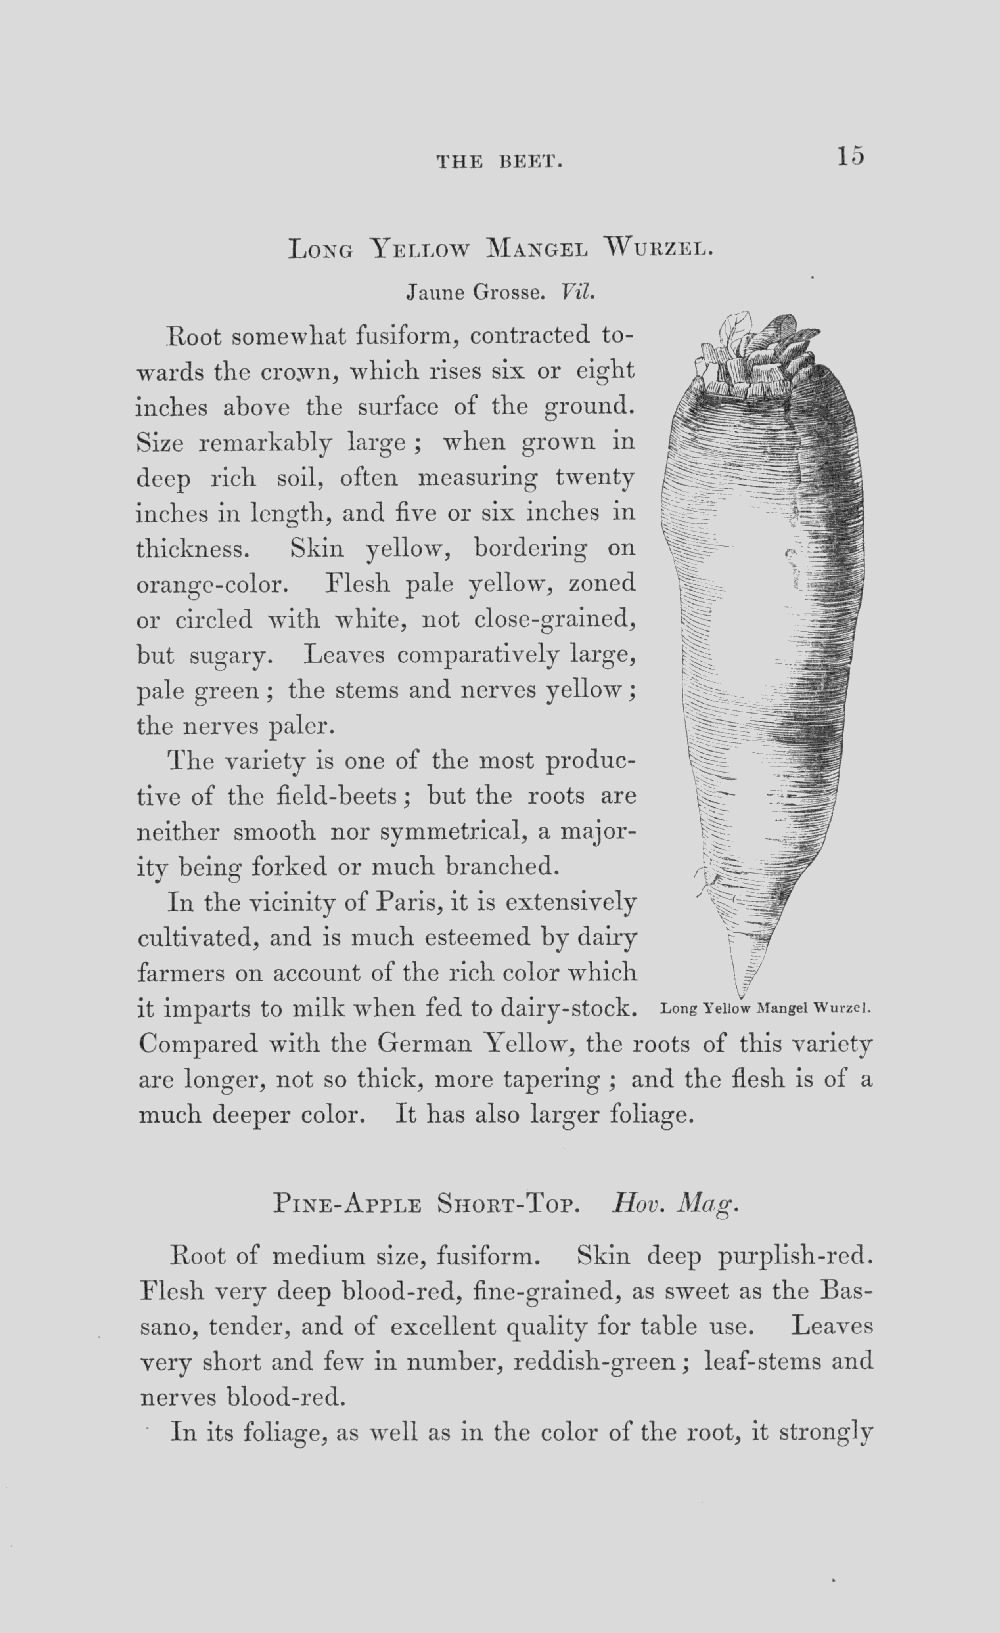 THE BEET. 15
LONG YELLOW MANGEL WURZEL.
Jaune Grosse. Vil.
Root somewhat fusiform, contracted to-
wards the crown, which rises six or eight
inches above the surface of the ground.
Size remarkably large ; when grown in
deep rich soil, often measuring twenty
inches in length, and five or six inches in
thickness. Skin yellow, bordering on
orange-color. Flesh pale yellow, zoned
or circled with white, not close-grained,
but sugary. Leaves comparatively large,
pale green ; the stems and nerves yellow ;
the nerves paler.
The variety is one of the most produc-
tive of the field-beets ; but the roots are
neither smooth nor symmetrical, a major-
ity being forked or much branched.
In the vicinity of Paris, it is extensively
cultivated, and is much esteemed by dairy
farmers on account of the rich color which
it imparts to milk when fed to dairy-stock.
Long Yellow Mangel Wurzel.
Compared with the German Yellow, the roots of this variety
are longer, not so thick, more tapering ; and the flesh is of a
much deeper color. It has also larger foliage.
PINE-APPLE SHORT-TOP. Hov. Mag.
Root of medium size, fusiform. Skin deep purplish-red.
Flesh very deep blood-red, fine-grained, as sweet as the Bas-
sano, tender, and of excellent quality for table use. Leaves
very short and few in number, reddish-green ; leaf-stems and
nerves blood-red.
In its foliage, as well as in the color of the root, it strongly